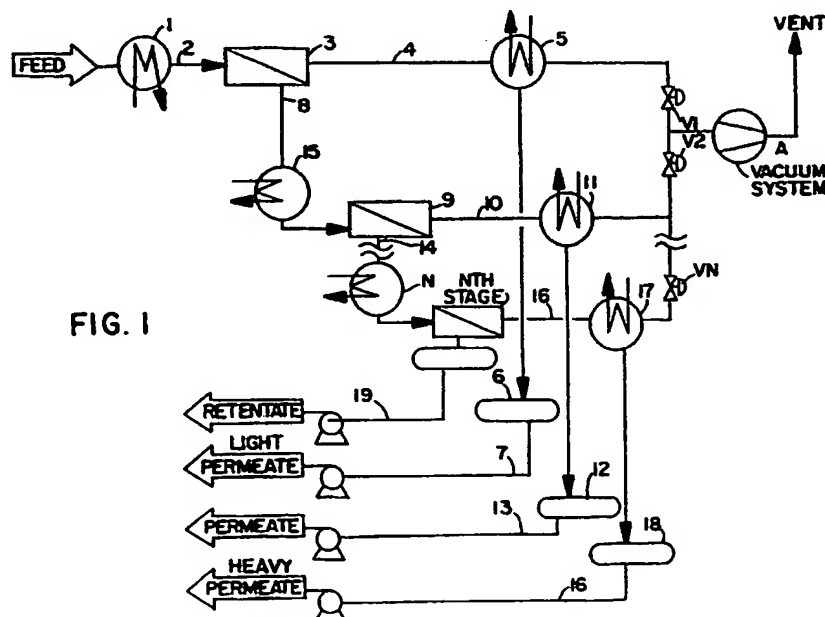 1
2
3
4
5
VENT
FEED
8
V1
V2
A
VACUUM
SYSTEM
15
9
10
11
14
N
NTH
STAGE
16
17
VN
FIG. 1
6
19
RETENTATE
LIGHT
PERMEATE
7
12
13
PERMEATE
18
HEAVY
PERMEATE
16